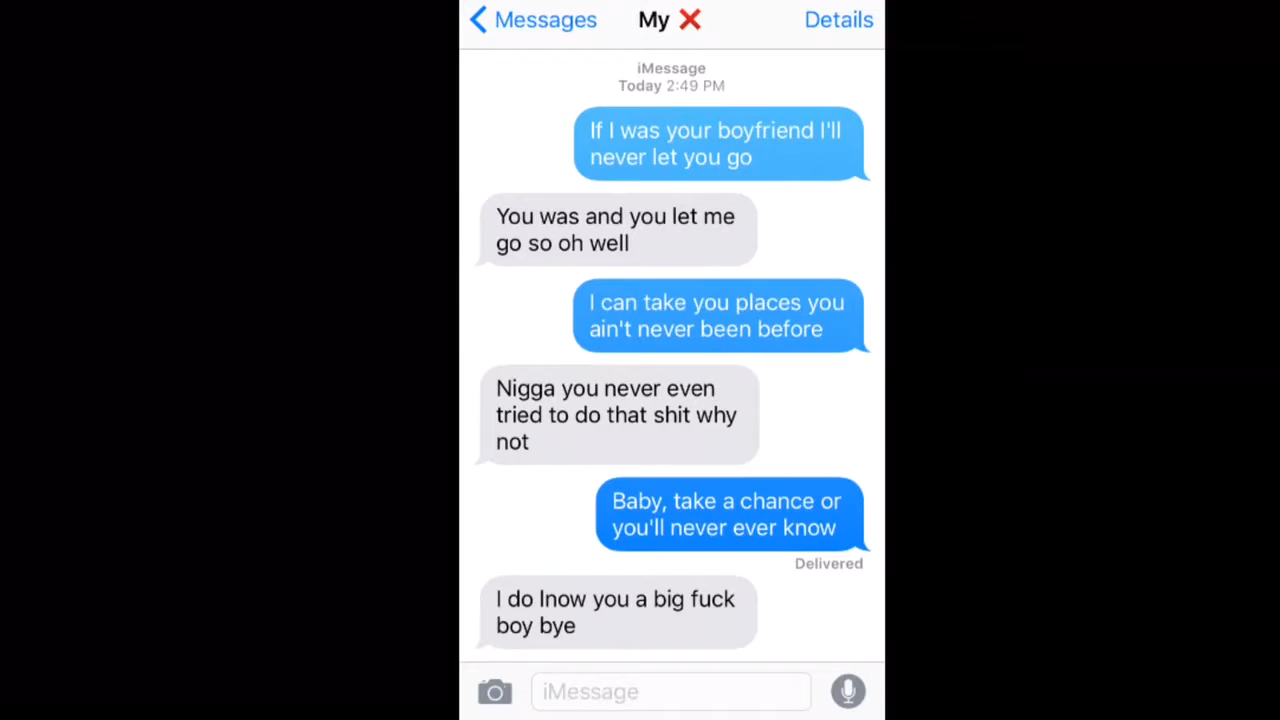 Messages My ❌ Details
iMessage
Today 2:49 PM
If I was your boyfriend I'll
never let you go
You was and you let me
go so oh well
I can take you places you
ain't never been before
Nigga you never even
tried to do that shit why
not
Baby, take a chance or
you'll never ever know
Delivered
I do lnow you a big fuck
boy bye
iMessage